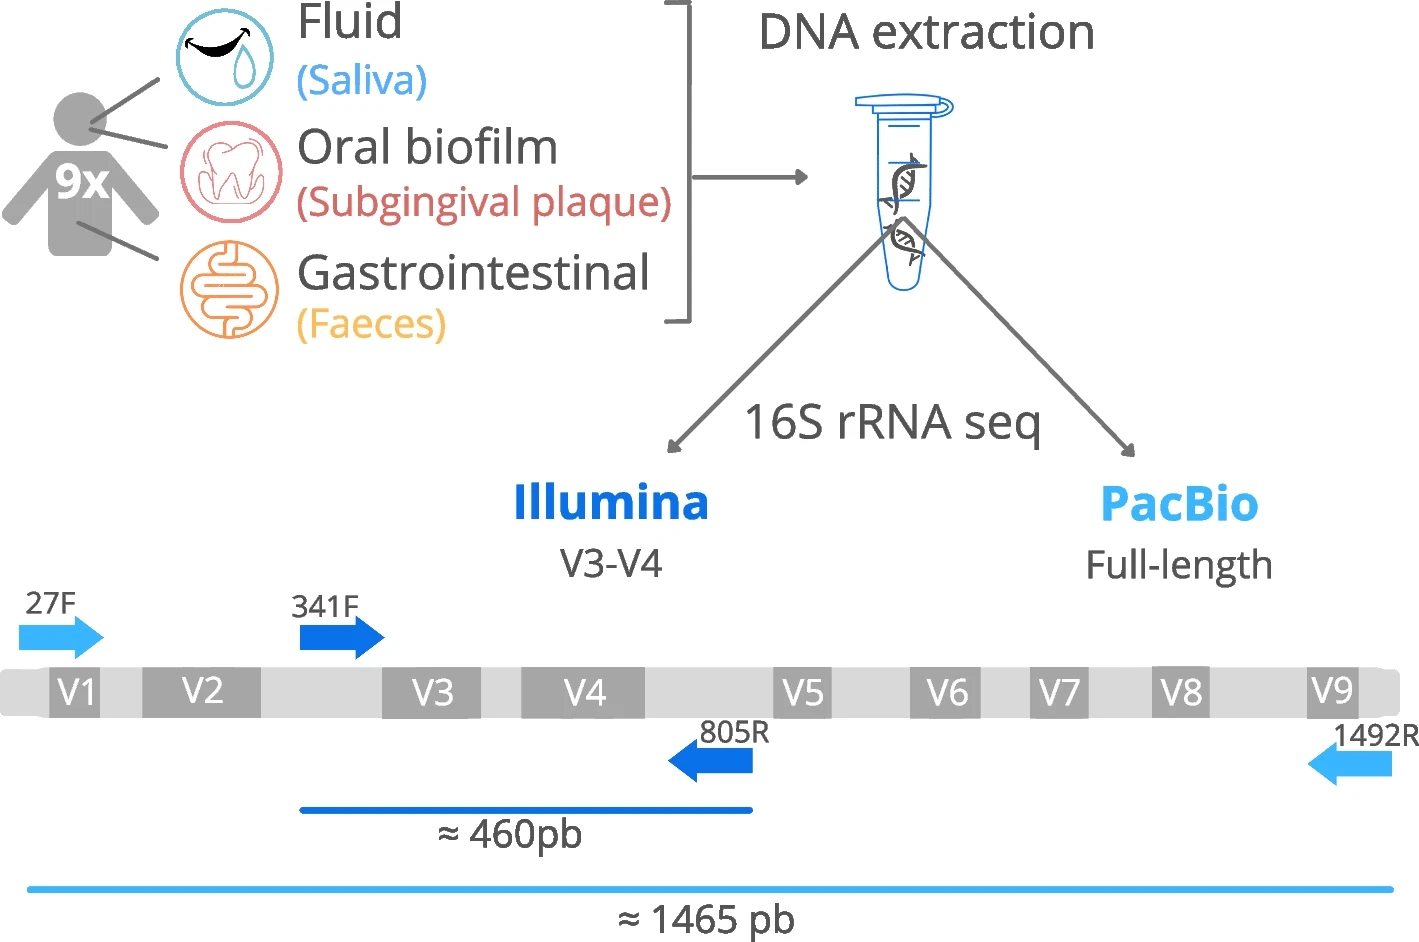 Fluid
(Saliva)
Oral biofilm
(Subgingival plaque)
Gastrointestinal
(Faeces)
9x
DNA extraction
16S rRNA seq
Illumina
V3-V4
PacBio
Full-length
27F
341F
V1 V2 V3 V4 V5 V6 V7 V8 V9
805R
1492R
≈ 460pb
≈ 1465 pb